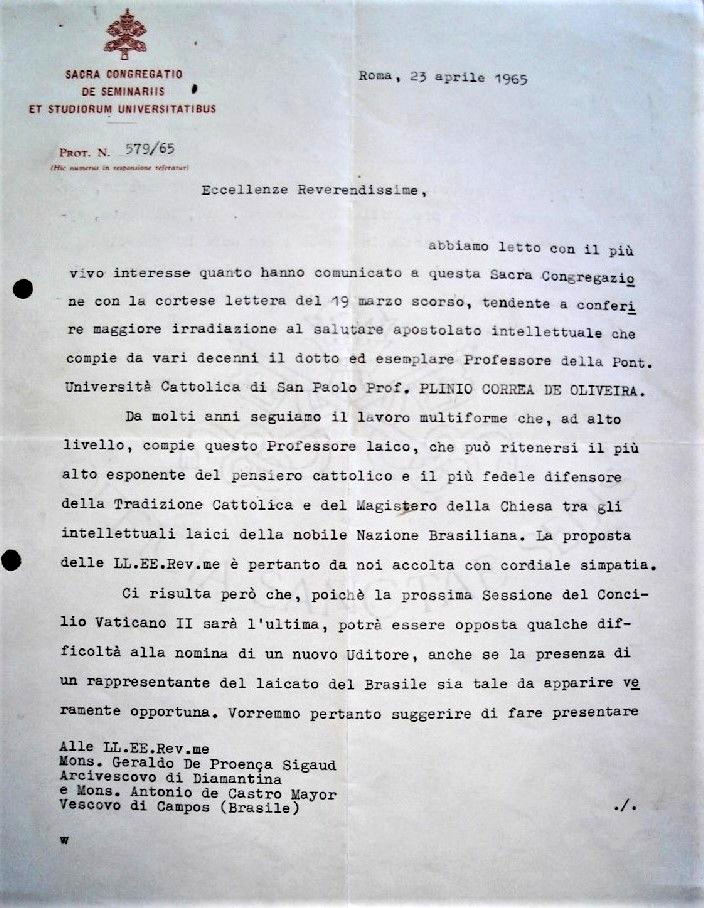 SACRA CONGREGATIO
DE SEMINARIIS
ET STUDIORUM UNIVERSITATIBUS
Roma, 23 aprile 1965
PROT. N. 579/65
(Hic numerus in responsione referatur)
Eccellenze Reverendissime,
abbiamo letto con il più
vivo interesse quanto hanno comunicato a questa Sacra Congregazio
ne con la cortese lettera del 19 marzo scorso, tendente a conferi
re maggiore irradiazione al salutare apostolato intellettuale che
compie da vari decenni il dotto ed esemplare Professore della Pont.
Università Cattolica di San Paolo Prof. PLINIO CORREA DE OLIVEIRA.
Da molti anni seguiamo il lavoro multiforme che, ad alto
livello, compie questo Professore laico, che può ritenersi il più
alto esponente del pensiero cattolico e il più fedele difensore
della Tradizione Cattolica e del Magistero della Chiesa tra gli
intellettuali laici della nobile Nazione Brasiliana. La proposta
delle LL.EE.Rev.me è pertanto da noi accolta con cordiale simpatia.
Ci risulta però che, poichè la prossima Sessione del Conci-
lio Vaticano II sarà l'ultima, potrà essere opposta qualche dif-
ficoltà alla nomina di un nuovo Uditore, anche se la presenza di
un rappresentante del laicato del Brasile sia tale da apparire ve
ramente opportuna. Vorremmo pertanto suggerire di fare presentare
Alle LL.EE.Rev.me
Mons. Geraldo De Proença Sigaud
Arcivescovo di Diamantina
e Mons. Antonio de Castro Mayor
Vescovo di Campos (Brasile)
./.
w